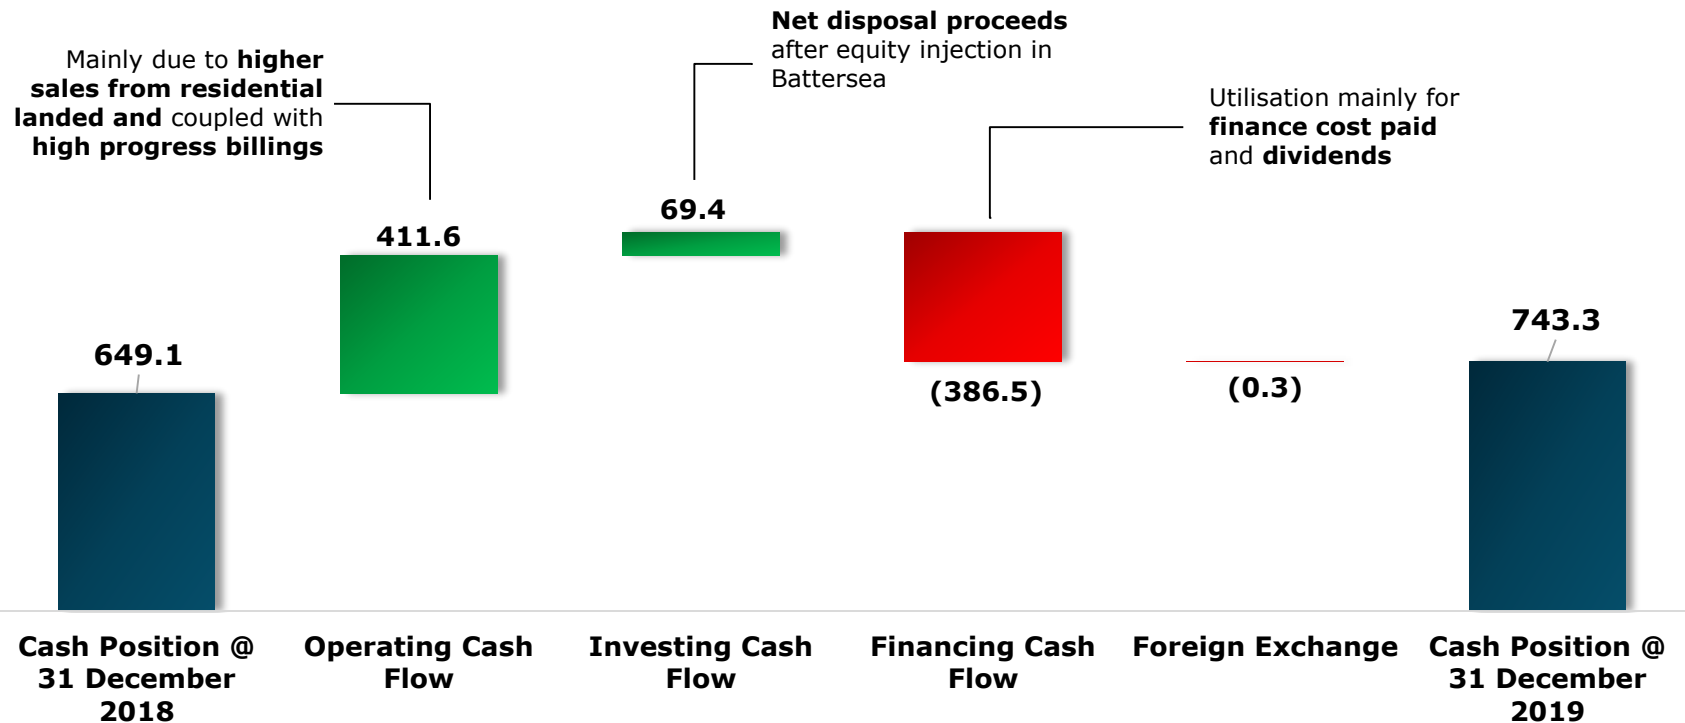 Mainly due to higher
sales from residential
landed and coupled with
high progress billings
Net disposal proceeds
after equity injection in
Battersea
Utilisation mainly for
finance cost paid
and dividends
649.1
411.6
69.4
(386.5)
(0.3)
743.3
Cash Position @
31 December
2018
Operating Cash
Flow
Investing Cash
Flow
Financing Cash
Flow
Foreign Exchange
Cash Position @
31 December
2019